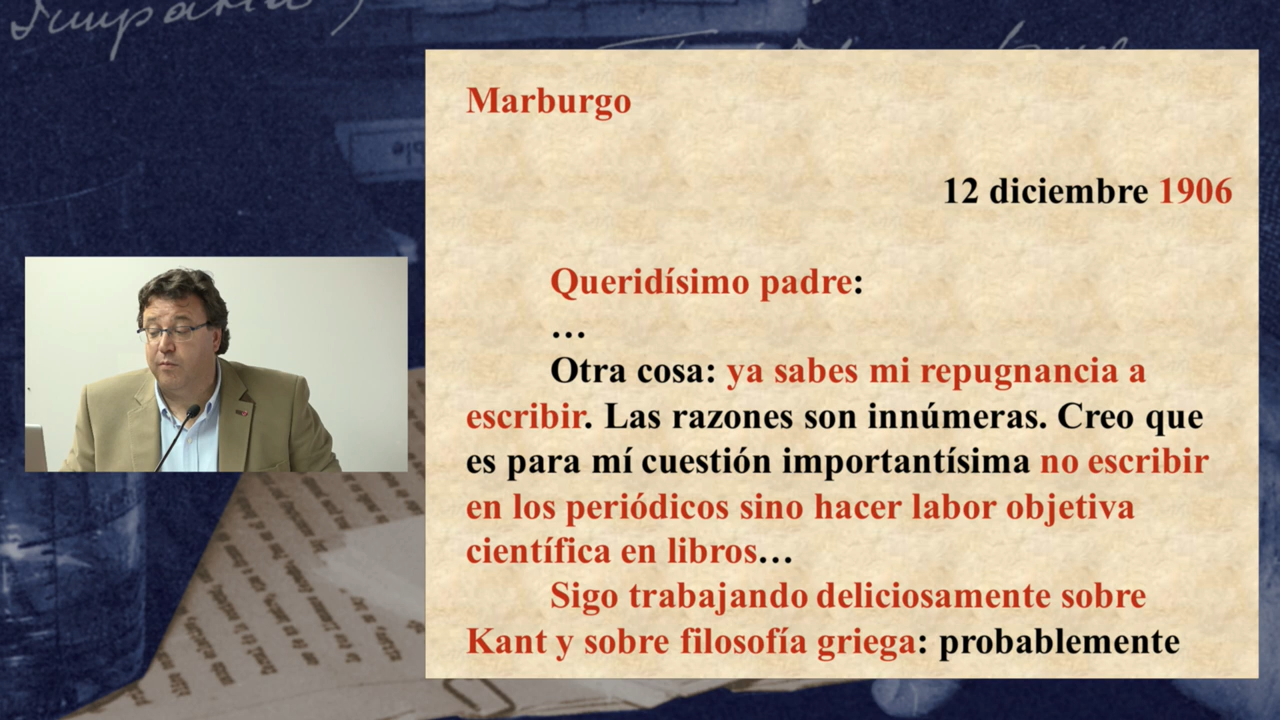 Marburgo
12 diciembre 1906
Queridísimo padre:
…
Otra cosa: ya sabes mi repugnancia a
escribir. Las razones son innúmeras. Creo que
es para mí cuestión importantísima no escribir
en los periódicos sino hacer labor objetiva
científica en libros…
Sigo trabajando deliciosamente sobre
Kant y sobre filosofía griega: probablemente